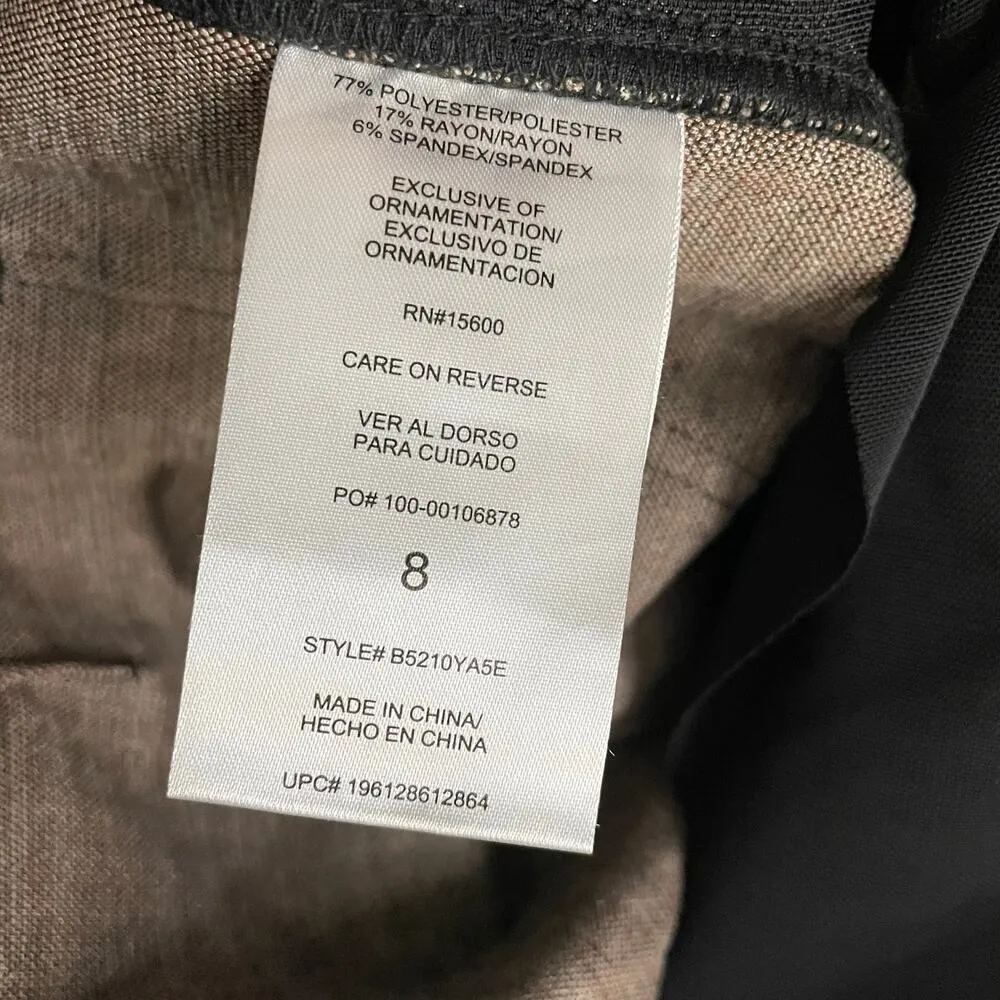 77% POLYESTER/POLIESTER
17% RAYON/RAYON
6% SPANDEX/SPANDEX
EXCLUSIVE OF
ORNAMENTATION/
EXCLUSIVO DE
ORNAMENTACION
RN#15600
CARE ON REVERSE
VER AL DORSO
PARA CUIDADO
PO# 100-00106878
8
STYLE# B5210YA5E
MADE IN CHINA/
HECHO EN CHINA
UPC# 196128612864